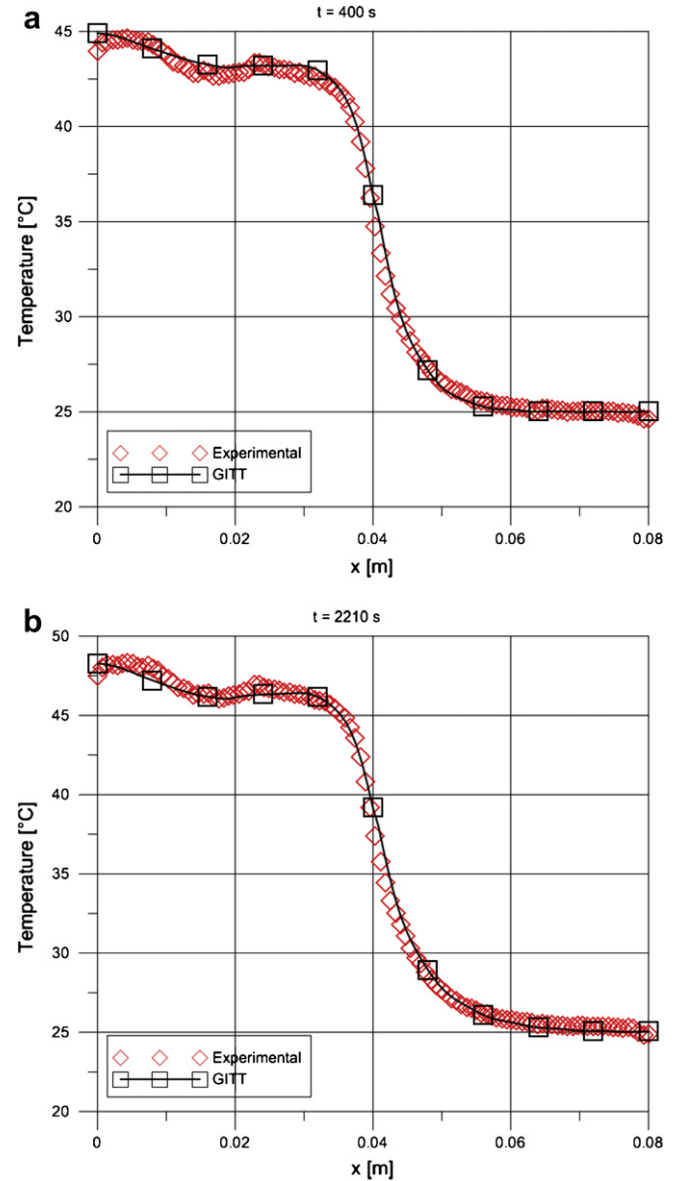 a
t = 400 s
45
40
35
30
25
20
Temperature [°C]
Experimental
GITT
0 0.02 0.04 0.06 0.08
x [m]
b
t = 2210 s
50
45
40
35
30
25
20
Temperature [°C]
Experimental
GITT
0 0.02 0.04 0.06 0.08
x [m]